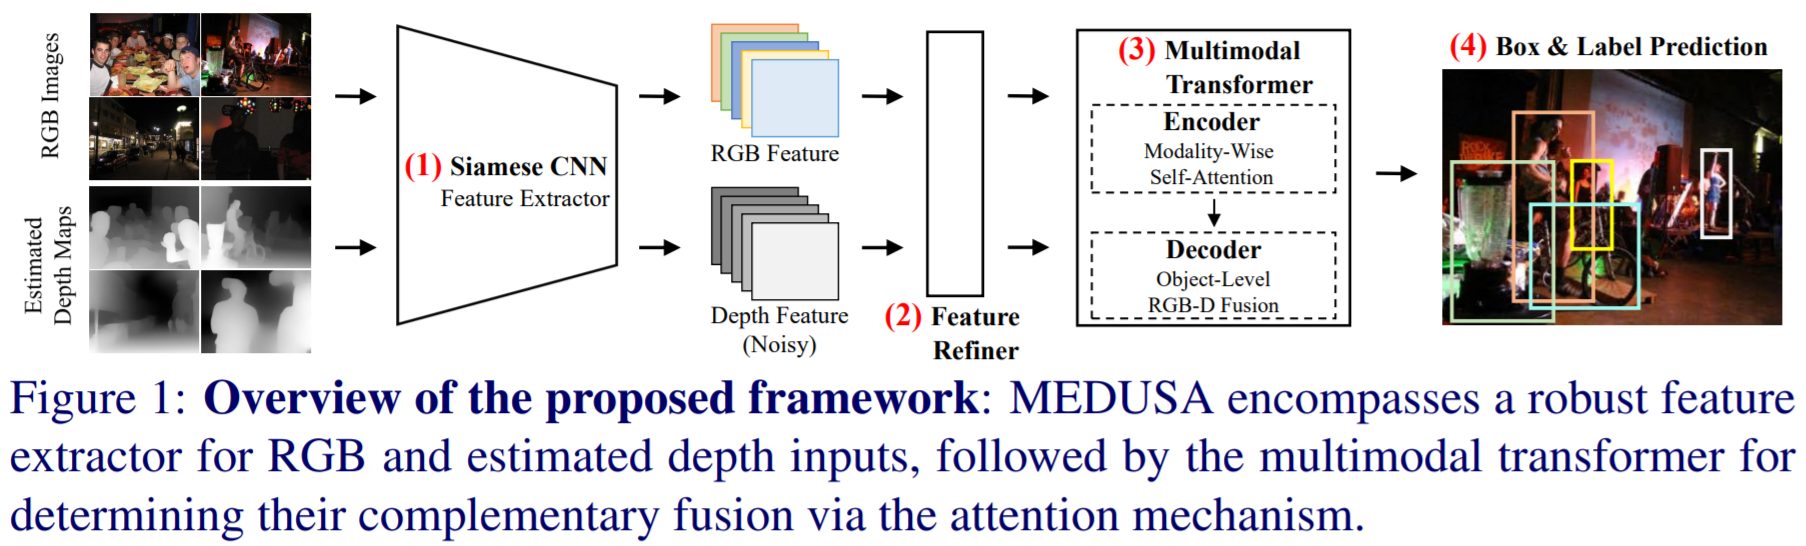 RGB Images
Estimated
Depth Maps
(1) Siamese CNN
Feature Extractor
RGB Feature
Depth Feature
(Noisy)
(2) Feature
Refiner
(3) Multimodal
Transformer
Encoder
Modality-Wise
Self-Attention
Decoder
Object-Level
RGB-D Fusion
(4) Box & Label Prediction
Figure 1: Overview of the proposed framework: MEDUSA encompasses a robust feature
extractor for RGB and estimated depth inputs, followed by the multimodal transformer for
determining their complementary fusion via the attention mechanism.